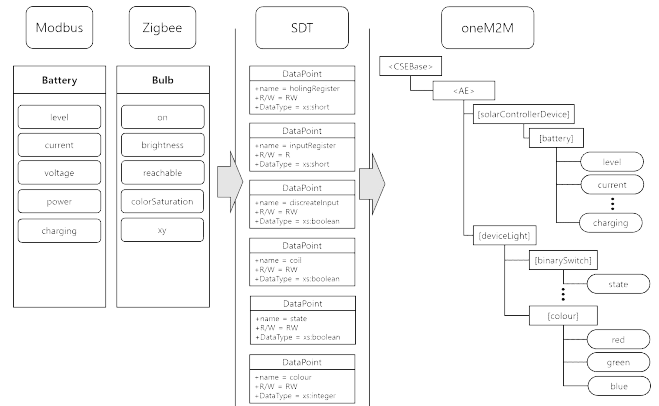 Modbus
Zigbee
SDT
oneM2M
Battery
level
current
voltage
power
charging
Bulb
on
brightness
reachable
colorSaturation
xy
DataPoint
+name = holingRegister
+R/W = RW
+DataType = xs:short
DataPoint
+name = inputRegister
+R/W = R
+DataType = xs:short
DataPoint
+name = discreateInput
+R/W = RW
+DataType = xs:boolean
DataPoint
+name = coil
+R/W = RW
+DataType = xs:boolean
DataPoint
+name = state
+R/W = RW
+DataType = xs:boolean
DataPoint
+name = colour
+R/W = RW
+DataType = xs:integer
<CSEBase>
<AE>
[solarControllerDevice]
[battery]
level
current
charging
[deviceLight]
[binarySwitch]
state
[colour]
red
green
blue